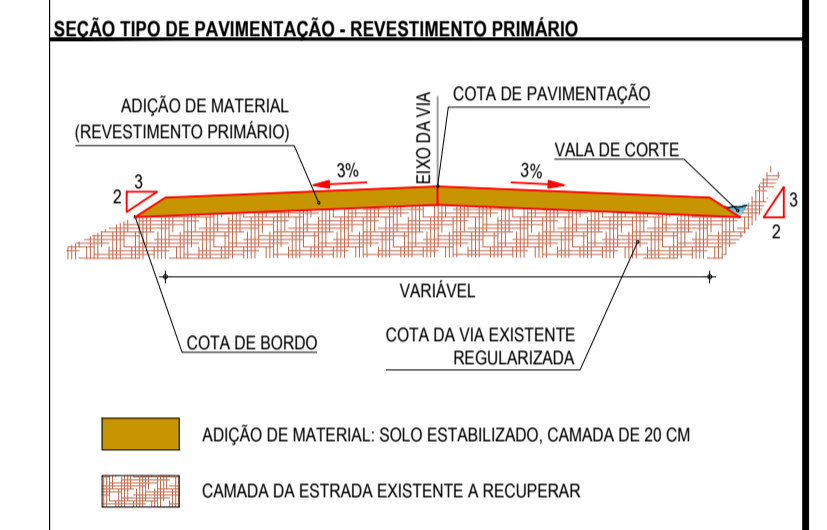 SEÇÃO TIPO DE PAVIMENTAÇÃO - REVESTIMENTO PRIMÁRIO
ADIÇÃO DE MATERIAL
(REVESTIMENTO PRIMÁRIO)
EIXO DA VIA
COTA DE PAVIMENTAÇÃO
VALA DE CORTE
3%
3%
3
2
3
2
VARIÁVEL
COTA DE BORDO
COTA DA VIA EXISTENTE
REGULARIZADA
ADIÇÃO DE MATERIAL: SOLO ESTABILIZADO, CAMADA DE 20 CM
CAMADA DA ESTRADA EXISTENTE A RECUPERAR